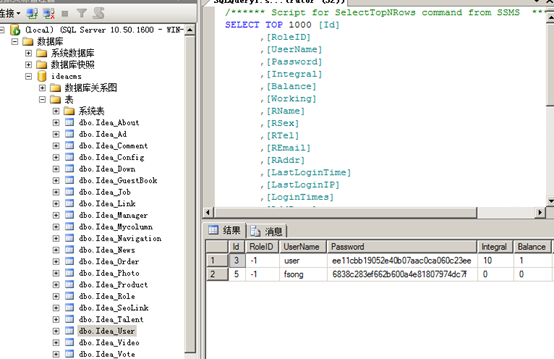 连接
(local) (SQL Server 10.50.1600 - WIN-
数据库
系统数据库
数据库快照
ideacms
数据库关系图
表
系统表
dbo.Idea_About
dbo.Idea_Ad
dbo.Idea_Comment
dbo.Idea_Config
dbo.Idea_Down
dbo.Idea_GuestBook
dbo.Idea_Job
dbo.Idea_Link
dbo.Idea_Manager
dbo.Idea_Mycolumn
dbo.Idea_Navigation
dbo.Idea_News
dbo.Idea_Order
dbo.Idea_Photo
dbo.Idea_Product
dbo.Idea_Role
dbo.Idea_SeoLink
dbo.Idea_Talent
dbo.Idea_User
dbo.Idea_Video
dbo.Idea_Vote
/****** Script for SelectTopNRows command from SSMS **
SELECT TOP 1000 [Id]
,[RoleID]
,[UserName]
,[Password]
,[Integral]
,[Balance]
,[Working]
,[RName]
,[RSex]
,[RTel]
,[REmail]
,[RAddr]
,[LastLoginTime]
,[LastLoginIP]
,[LoginTimes]
结果 消息
Id RoleID UserName Password Integral Balance
1 3 -1 user ee11cbb19052e40b07aac0ca060c23ee 10 1
2 5 -1 fsong 6838c283ef662b600a4e81807974dc7f 0 0